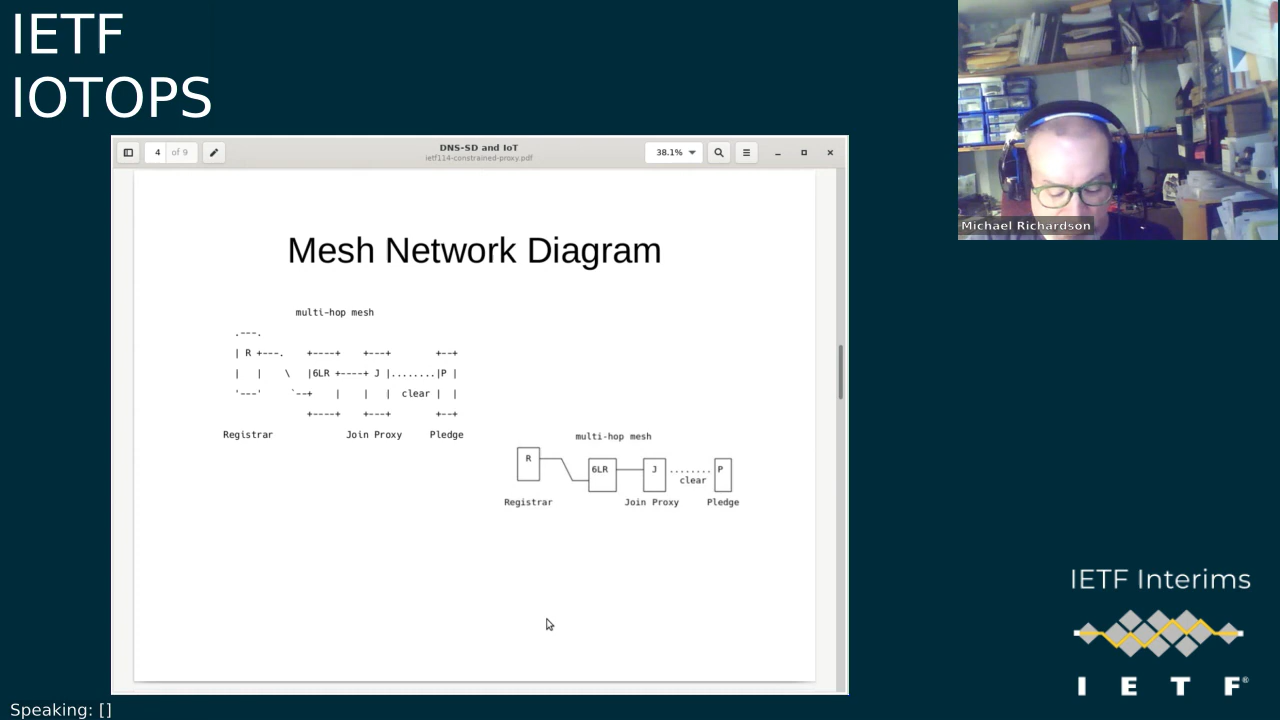 IETF
IOTOPS
4 of 9
DNS-SD and IoT
ietf114-constrained-proxy.pdf
38.1%
Michael Richardson
Mesh Network Diagram
multi-hop mesh
.---.
| R +---. +----+ +---+ +--+
| | \ |6LR +----+ J |........|P |
'---' `--+ | | | clear | |
+----+ +---+ +--+
Registrar Join Proxy Pledge
multi-hop mesh
R 6LR J ........ P
clear
Registrar Join Proxy Pledge
IETF Interims
I E T F®
Speaking: []